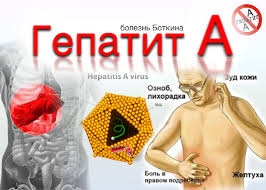 болезнь Боткина
Гепатит А
Hepatitis A virus
Зуд кожи
Озноб,
лихорадка
Боль в
правом подреберье
Желтуха